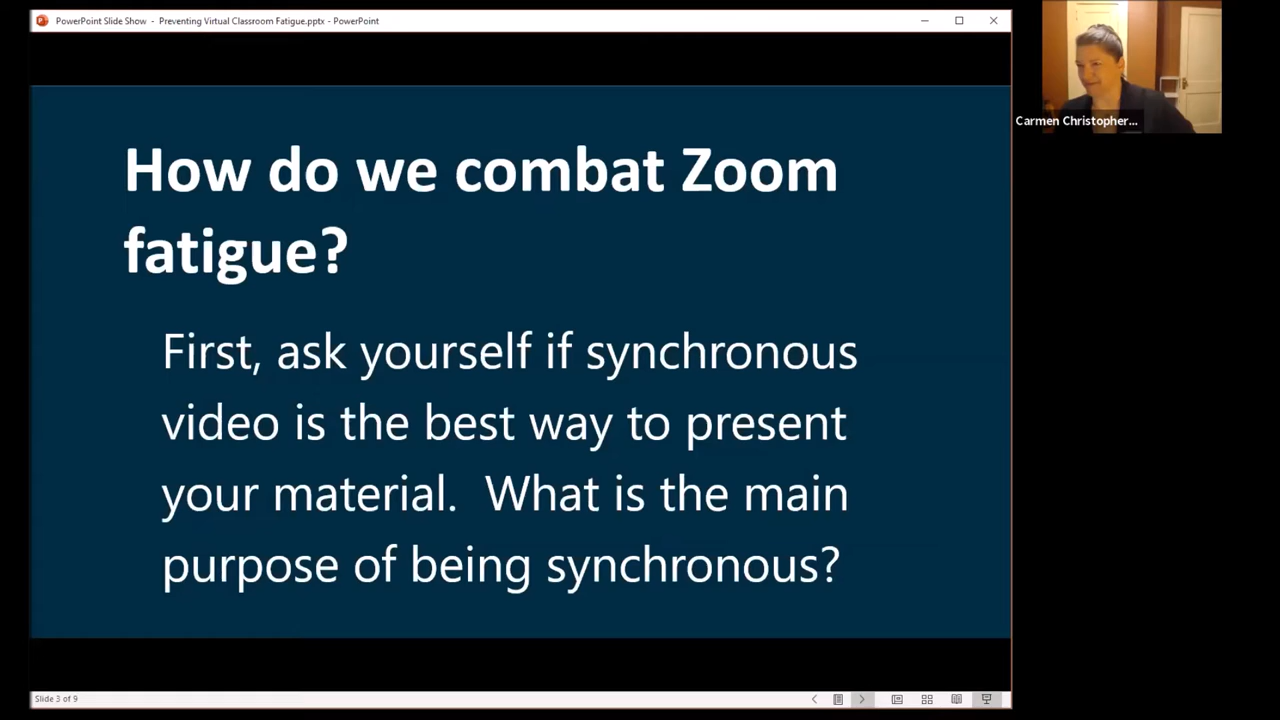 PowerPoint Slide Show - Preventing Virtual Classroom Fatigue.pptx - PowerPoint
Carmen Christopher...
How do we combat Zoom
fatigue?
First, ask yourself if synchronous
video is the best way to present
your material.  What is the main
purpose of being synchronous?
Slide 3 of 9